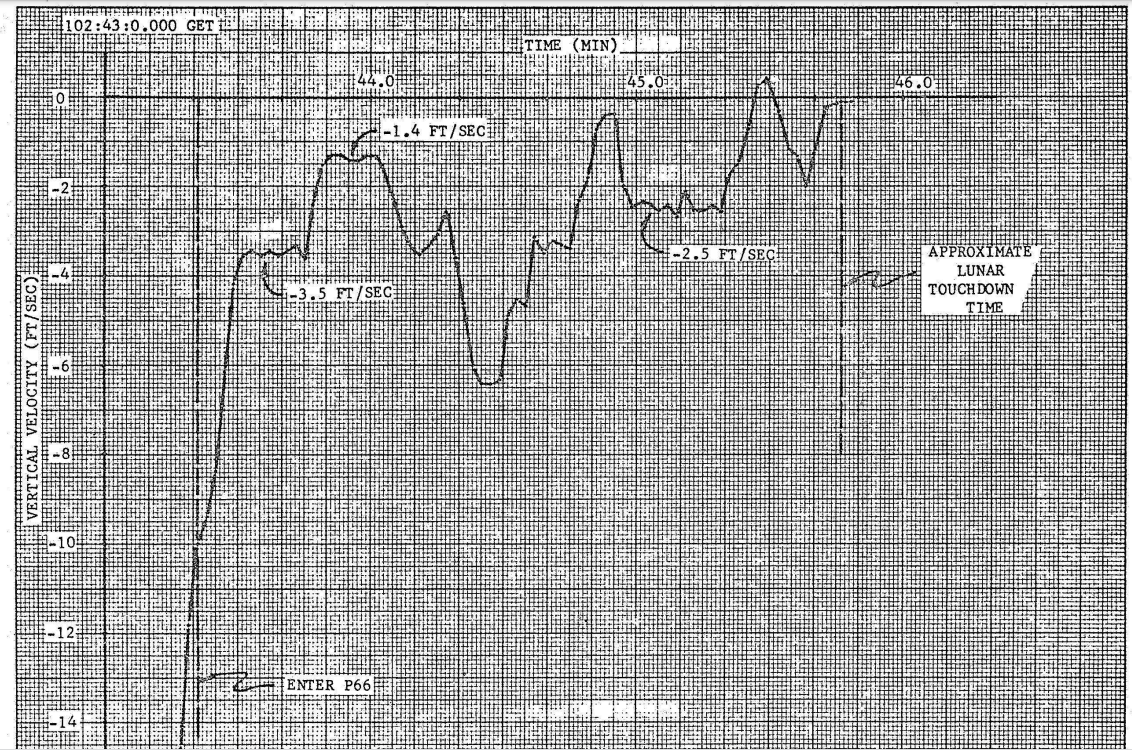 102:43:0.000 GET
TIME (MIN)
44.0
45.0
46.0
0
-1.4 FT/SEC
-2
-2.5 FT/SEC
APPROXIMATE
LUNAR
TOUCHDOWN
TIME
-4
-3.5 FT/SEC
VERTICAL VELOCITY (FT/SEC)
-6
-8
-10
-12
ENTER P66
-14